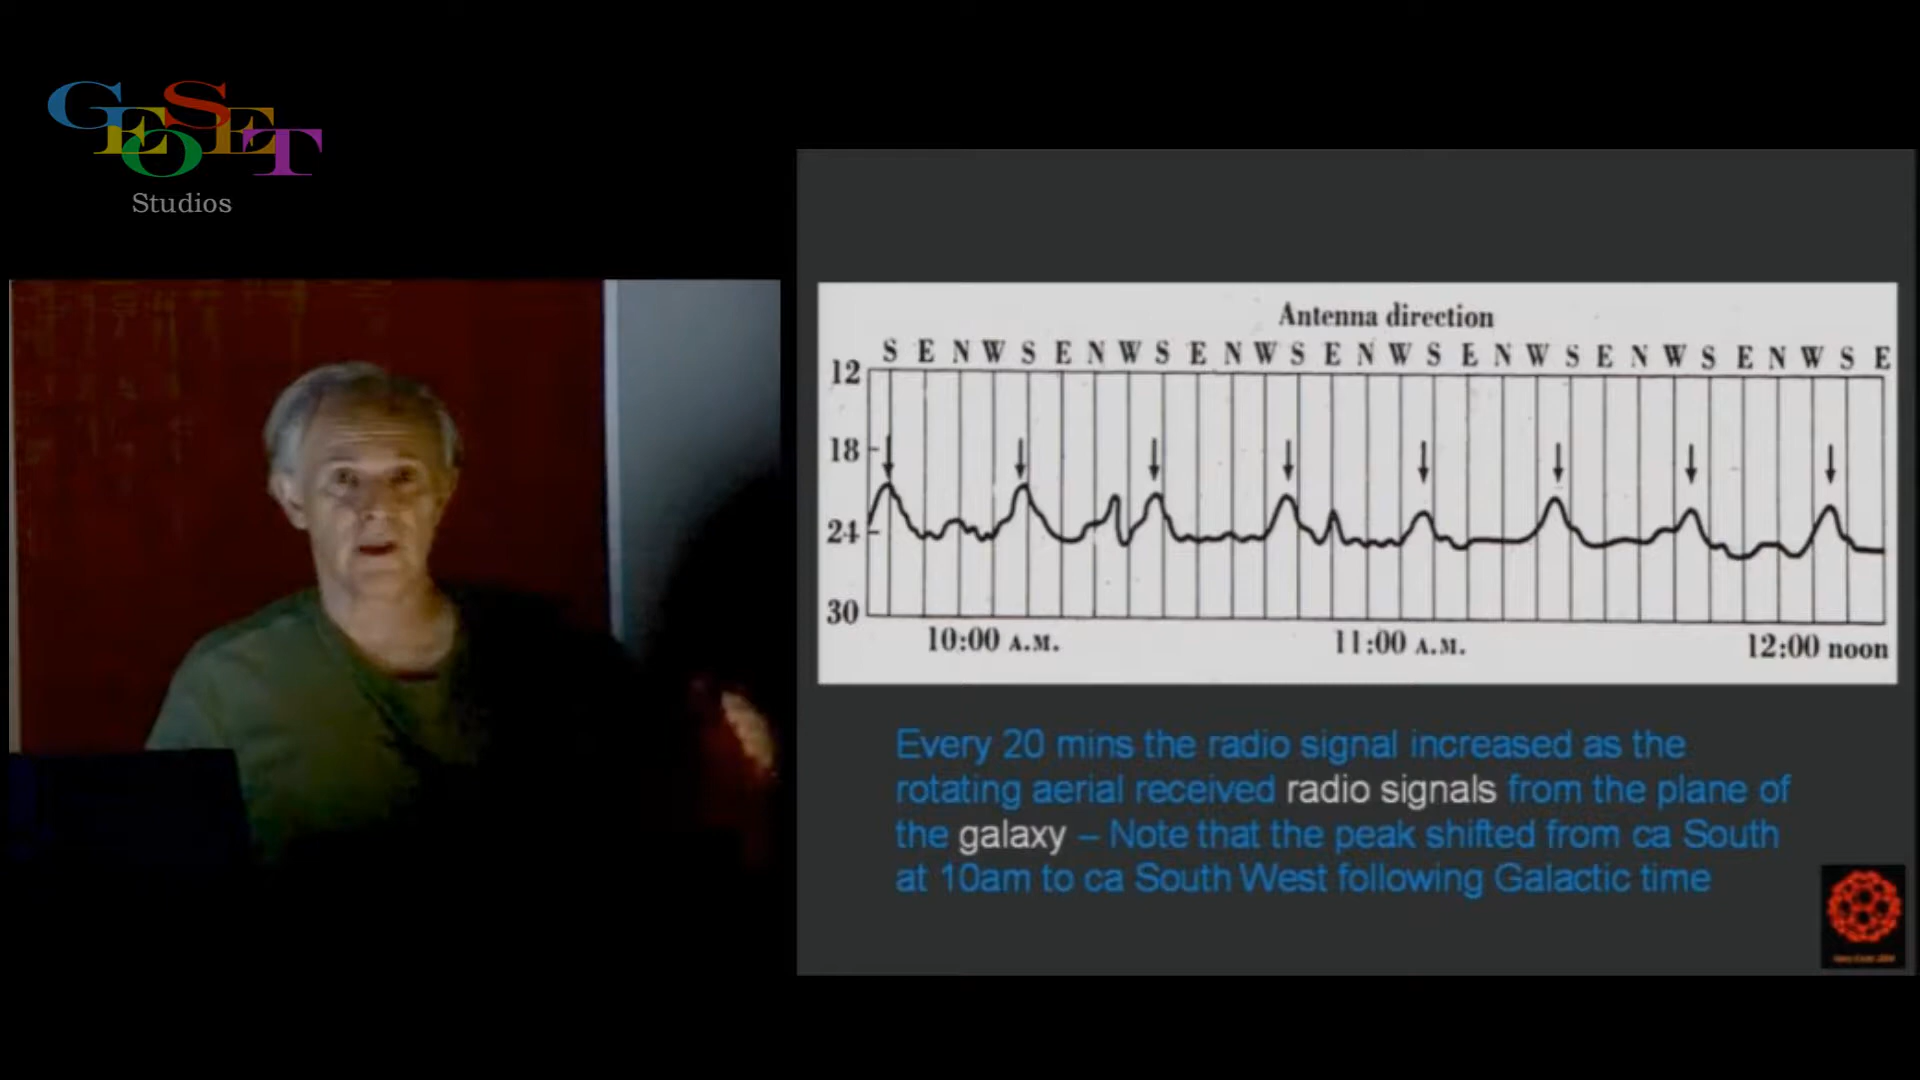 GEOSET
Studios
Antenna direction
S E N W S E N W S E N W S E N W S E N W S E N W S E N W S E
12
18
24
30
10:00 A.M. 11:00 A.M. 12:00 noon
Every 20 mins the radio signal increased as the
rotating aerial received radio signals from the plane of
the galaxy – Note that the peak shifted from ca South
at 10am to ca South West following Galactic time